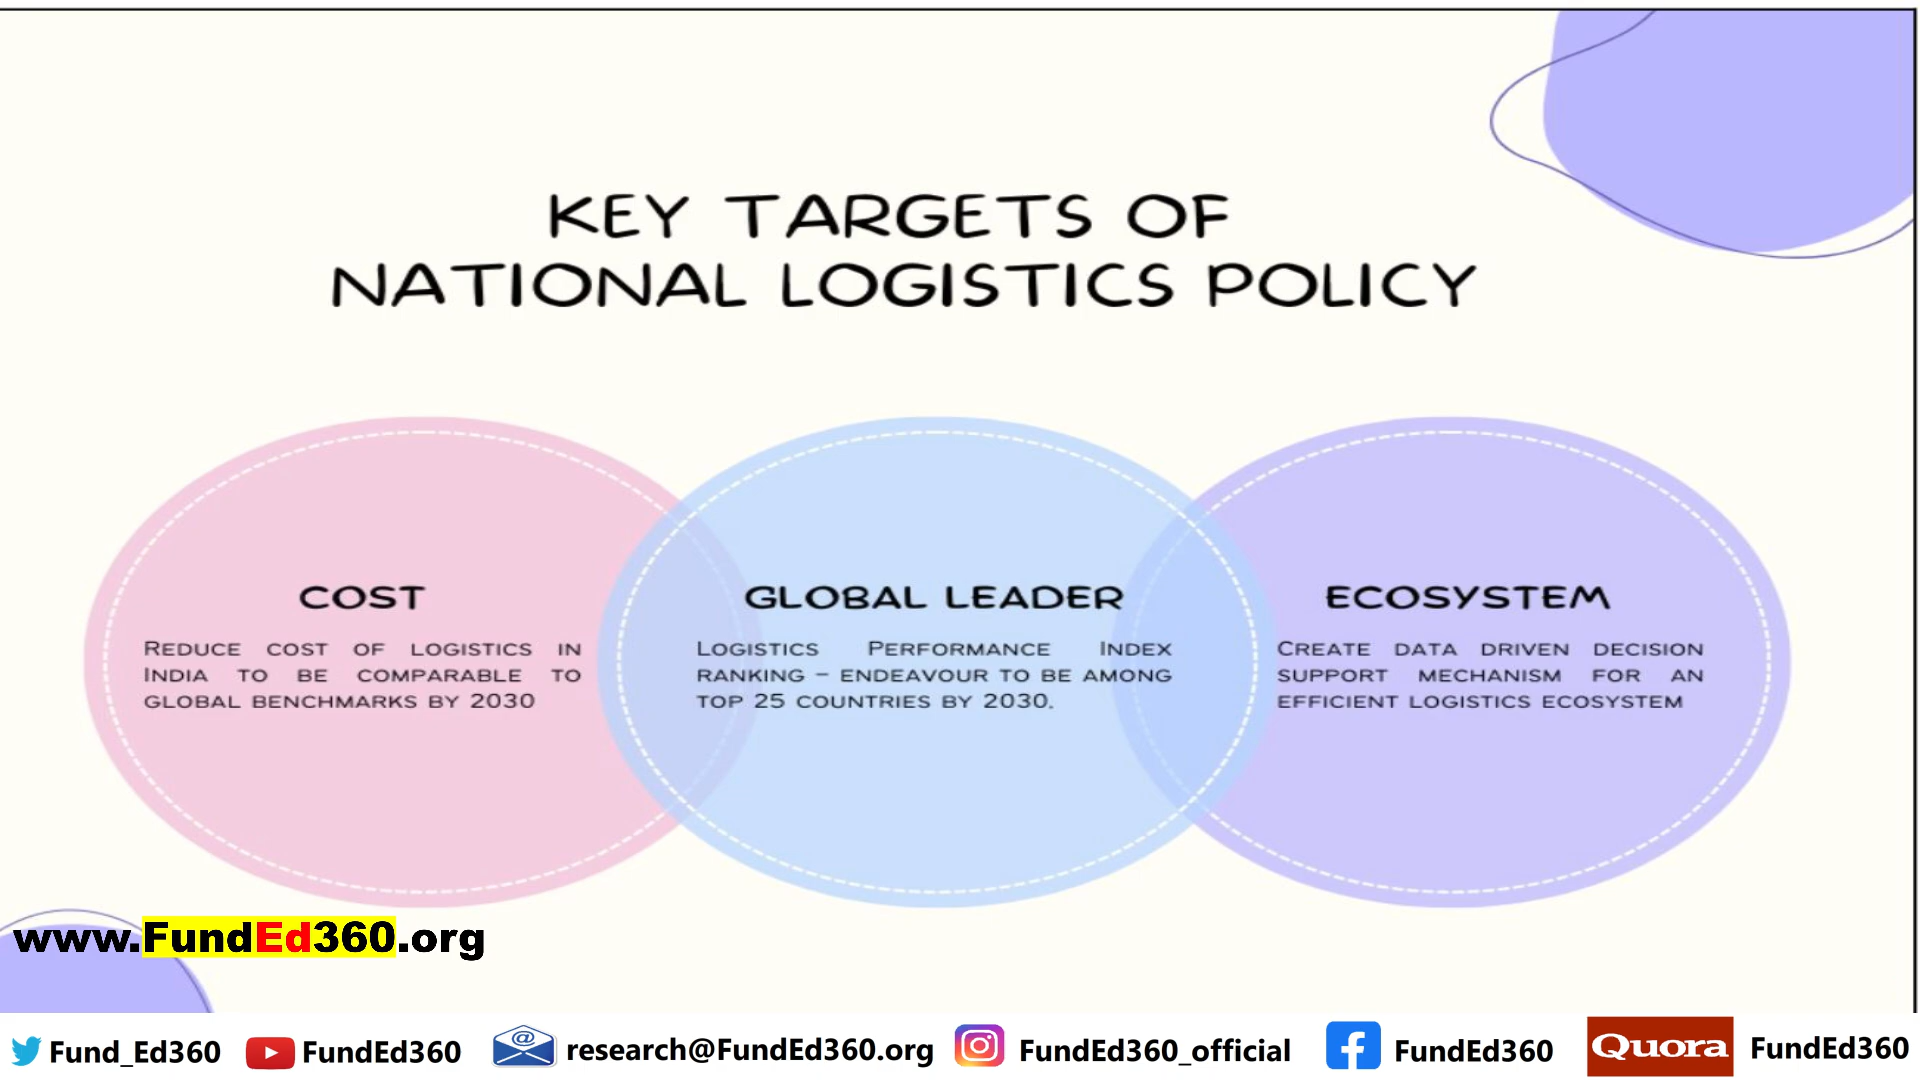 KEY TARGETS OF
NATIONAL LOGISTICS POLICY
COST
REDUCE COST OF LOGISTICS IN
INDIA TO BE COMPARABLE TO
GLOBAL BENCHMARKS BY 2030
GLOBAL LEADER
LOGISTICS PERFORMANCE INDEX
RANKING – ENDEAVOUR TO BE AMONG
TOP 25 COUNTRIES BY 2030.
ECOSYSTEM
CREATE DATA DRIVEN DECISION
SUPPORT MECHANISM FOR AN
EFFICIENT LOGISTICS ECOSYSTEM
www.FundEd360.org
Fund_Ed360
FundEd360
@
research@FundEd360.org
FundEd360_official
FundEd360
Quora
FundEd360